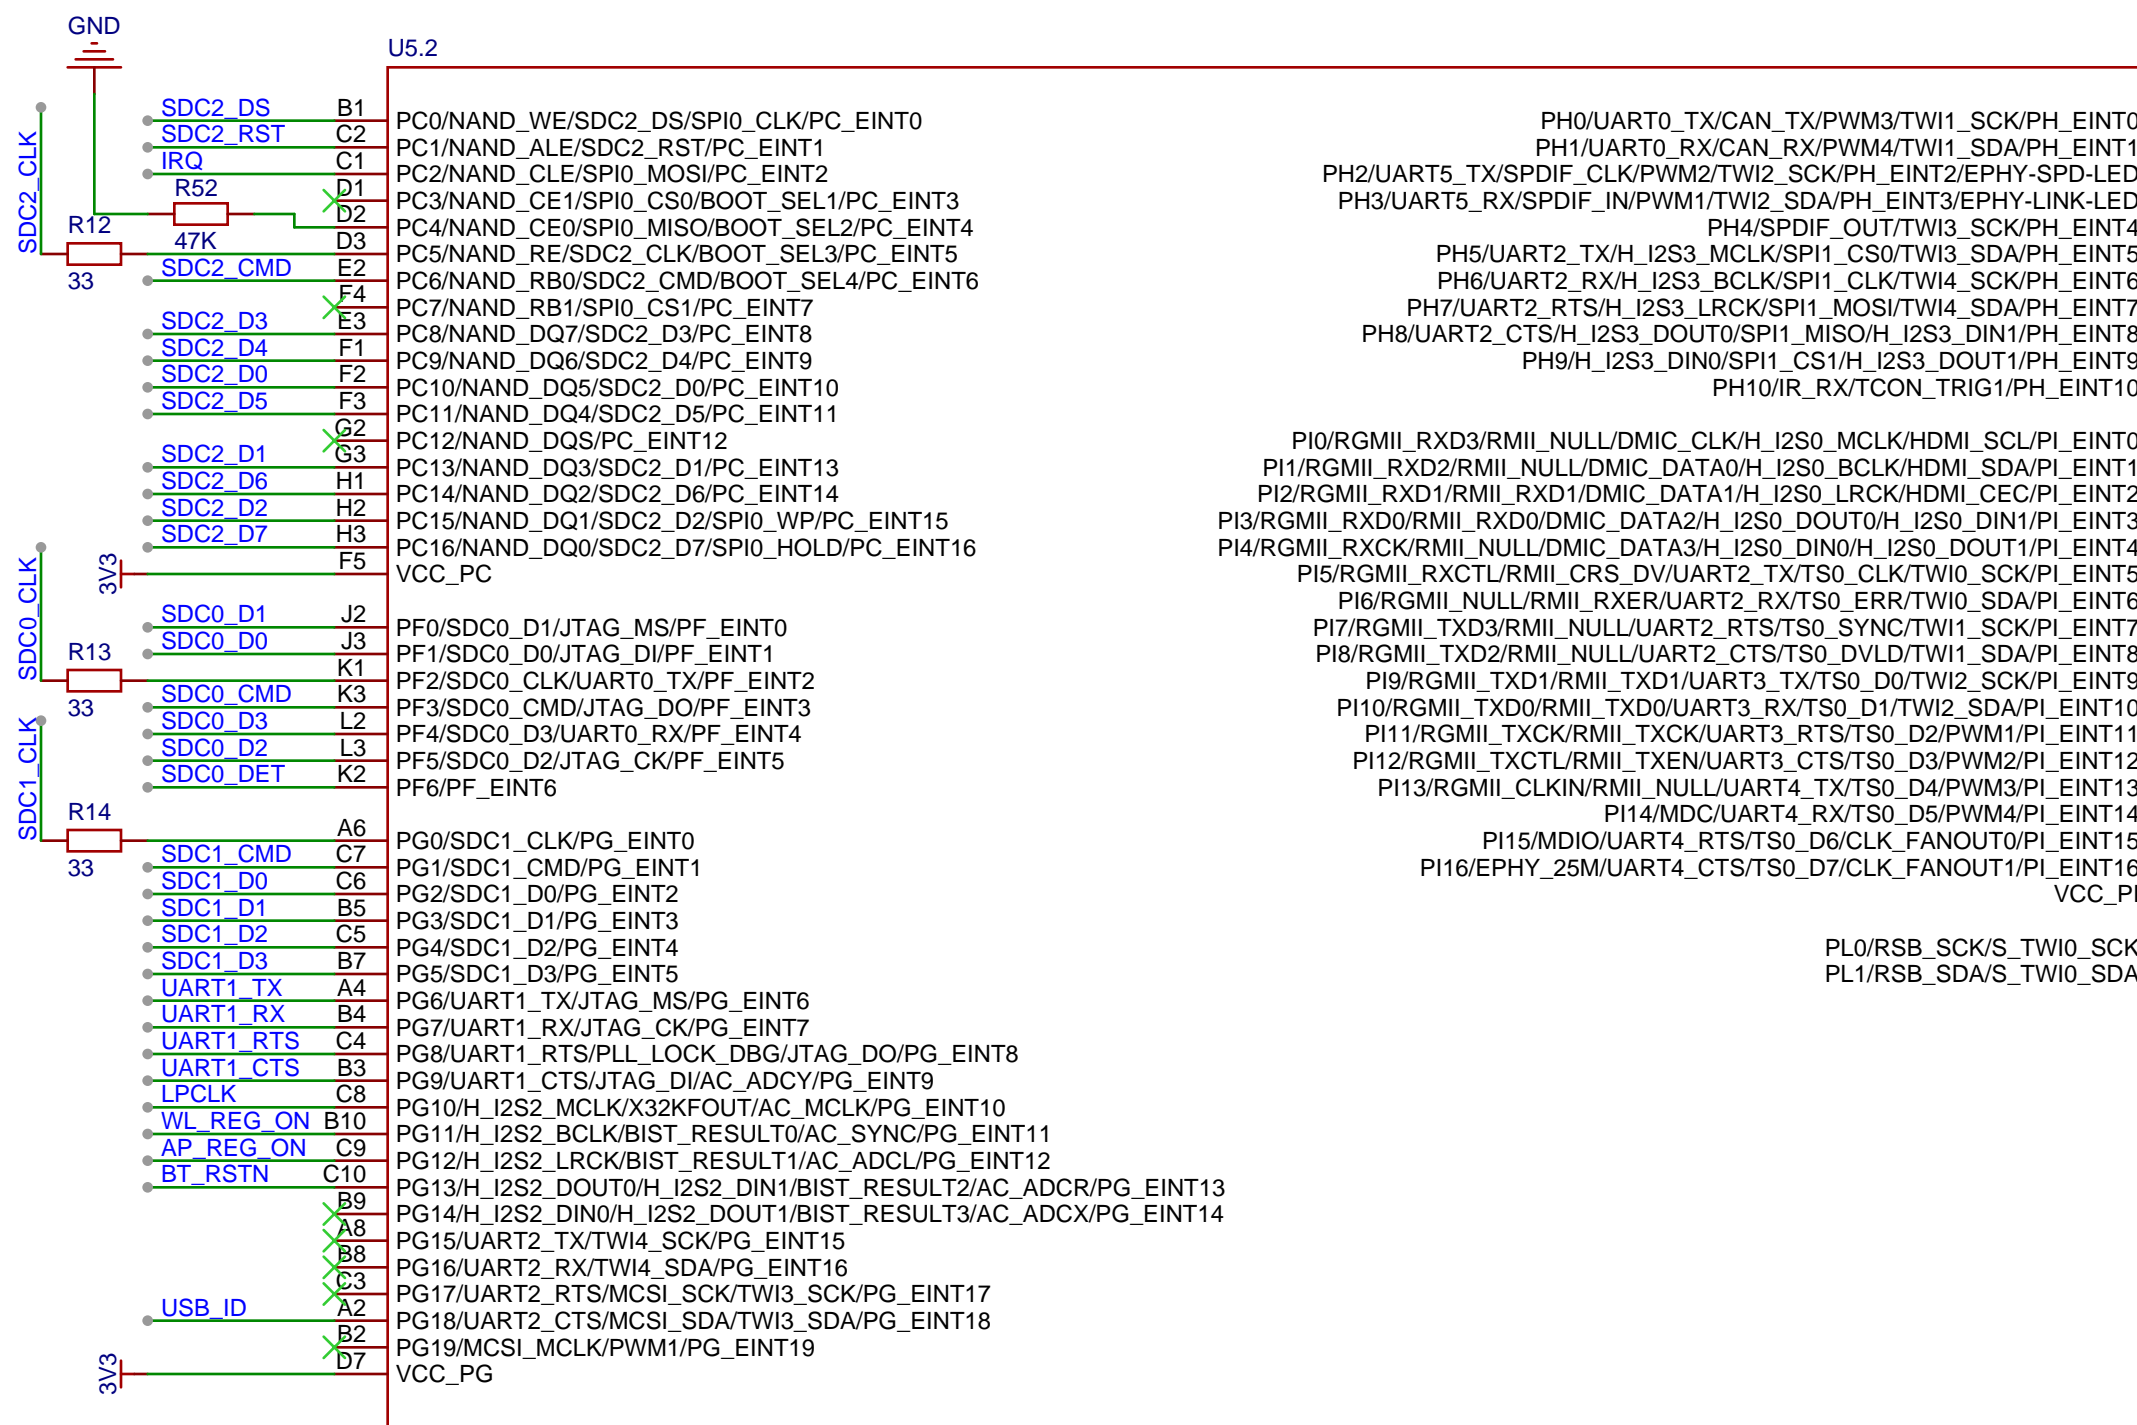 GND
U5.2
SDC2_DS B1 PC0/NAND_WE/SDC2_DS/SPI0_CLK/PC_EINT0 PH0/UART0_TX/CAN_TX/PWM3/TWI1_SCK/PH_EINT0
SDC2_RST C2 PC1/NAND_ALE/SDC2_RST/PC_EINT1 PH1/UART0_RX/CAN_RX/PWM4/TWI1_SDA/PH_EINT1
IRQ C1 PC2/NAND_CLE/SPI0_MOSI/PC_EINT2 PH2/UART5_TX/SPDIF_CLK/PWM2/TWI2_SCK/PH_EINT2/EPHY-SPD-LED
SDC2_CLK
R52 D1 PC3/NAND_CE1/SPI0_CS0/BOOT_SEL1/PC_EINT3 PH3/UART5_RX/SPDIF_IN/PWM1/TWI2_SDA/PH_EINT3/EPHY-LINK-LED
R12 D2 PC4/NAND_CE0/SPI0_MISO/BOOT_SEL2/PC_EINT4 PH4/SPDIF_OUT/TWI3_SCK/PH_EINT4
47K D3 PC5/NAND_RE/SDC2_CLK/BOOT_SEL3/PC_EINT5 PH5/UART2_TX/H_I2S3_MCLK/SPI1_CS0/TWI3_SDA/PH_EINT5
33 SDC2_CMD E2 PC6/NAND_RB0/SDC2_CMD/BOOT_SEL4/PC_EINT6 PH6/UART2_RX/H_I2S3_BCLK/SPI1_CLK/TWI4_SCK/PH_EINT6
F4 PC7/NAND_RB1/SPI0_CS1/PC_EINT7 PH7/UART2_RTS/H_I2S3_LRCK/SPI1_MOSI/TWI4_SDA/PH_EINT7
SDC2_D3 E3 PC8/NAND_DQ7/SDC2_D3/PC_EINT8 PH8/UART2_CTS/H_I2S3_DOUT0/SPI1_MISO/H_I2S3_DIN1/PH_EINT8
SDC2_D4 F1 PC9/NAND_DQ6/SDC2_D4/PC_EINT9 PH9/H_I2S3_DIN0/SPI1_CS1/H_I2S3_DOUT1/PH_EINT9
SDC2_D0 F2 PC10/NAND_DQ5/SDC2_D0/PC_EINT10 PH10/IR_RX/TCON_TRIG1/PH_EINT10
SDC2_D5 F3 PC11/NAND_DQ4/SDC2_D5/PC_EINT11
G2 PC12/NAND_DQS/PC_EINT12 PI0/RGMII_RXD3/RMII_NULL/DMIC_CLK/H_I2S0_MCLK/HDMI_SCL/PI_EINT0
SDC2_D1 G3 PC13/NAND_DQ3/SDC2_D1/PC_EINT13 PI1/RGMII_RXD2/RMII_NULL/DMIC_DATA0/H_I2S0_BCLK/HDMI_SDA/PI_EINT1
SDC2_D6 H1 PC14/NAND_DQ2/SDC2_D6/PC_EINT14 PI2/RGMII_RXD1/RMII_RXD1/DMIC_DATA1/H_I2S0_LRCK/HDMI_CEC/PI_EINT2
SDC2_D2 H2 PC15/NAND_DQ1/SDC2_D2/SPI0_WP/PC_EINT15 PI3/RGMII_RXD0/RMII_RXD0/DMIC_DATA2/H_I2S0_DOUT0/H_I2S0_DIN1/PI_EINT3
SDC2_D7 H3 PC16/NAND_DQ0/SDC2_D7/SPI0_HOLD/PC_EINT16 PI4/RGMII_RXCK/RMII_NULL/DMIC_DATA3/H_I2S0_DIN0/H_I2S0_DOUT1/PI_EINT4
3V3 F5 VCC_PC PI5/RGMII_RXCTL/RMII_CRS_DV/UART2_TX/TS0_CLK/TWI0_SCK/PI_EINT5
PI6/RGMII_NULL/RMII_RXER/UART2_RX/TS0_ERR/TWI0_SDA/PI_EINT6
SDC0_CLK
SDC0_D1 J2 PF0/SDC0_D1/JTAG_MS/PF_EINT0 PI7/RGMII_TXD3/RMII_NULL/UART2_RTS/TS0_SYNC/TWI1_SCK/PI_EINT7
SDC0_D0 J3 PF1/SDC0_D0/JTAG_DI/PF_EINT1 PI8/RGMII_TXD2/RMII_NULL/UART2_CTS/TS0_DVLD/TWI1_SDA/PI_EINT8
R13 K1 PF2/SDC0_CLK/UART0_TX/PF_EINT2 PI9/RGMII_TXD1/RMII_TXD1/UART3_TX/TS0_D0/TWI2_SCK/PI_EINT9
33 SDC0_CMD K3 PF3/SDC0_CMD/JTAG_DO/PF_EINT3 PI10/RGMII_TXD0/RMII_TXD0/UART3_RX/TS0_D1/TWI2_SDA/PI_EINT10
SDC0_D3 L2 PF4/SDC0_D3/UART0_RX/PF_EINT4 PI11/RGMII_TXCK/RMII_TXCK/UART3_RTS/TS0_D2/PWM1/PI_EINT11
SDC0_D2 L3 PF5/SDC0_D2/JTAG_CK/PF_EINT5 PI12/RGMII_TXCTL/RMII_TXEN/UART3_CTS/TS0_D3/PWM2/PI_EINT12
SDC0_DET K2 PF6/PF_EINT6 PI13/RGMII_CLKIN/RMII_NULL/UART4_TX/TS0_D4/PWM3/PI_EINT13
SDC1_CLK
PI14/MDC/UART4_RX/TS0_D5/PWM4/PI_EINT14
R14 A6 PG0/SDC1_CLK/PG_EINT0 PI15/MDIO/UART4_RTS/TS0_D6/CLK_FANOUT0/PI_EINT15
33 SDC1_CMD C7 PG1/SDC1_CMD/PG_EINT1 PI16/EPHY_25M/UART4_CTS/TS0_D7/CLK_FANOUT1/PI_EINT16
SDC1_D0 C6 PG2/SDC1_D0/PG_EINT2 VCC_PI
SDC1_D1 B5 PG3/SDC1_D1/PG_EINT3
SDC1_D2 C5 PG4/SDC1_D2/PG_EINT4 PL0/RSB_SCK/S_TWI0_SCK
SDC1_D3 B7 PG5/SDC1_D3/PG_EINT5 PL1/RSB_SDA/S_TWI0_SDA
UART1_TX A4 PG6/UART1_TX/JTAG_MS/PG_EINT6
UART1_RX B4 PG7/UART1_RX/JTAG_CK/PG_EINT7
UART1_RTS C4 PG8/UART1_RTS/PLL_LOCK_DBG/JTAG_DO/PG_EINT8
UART1_CTS B3 PG9/UART1_CTS/JTAG_DI/AC_ADCY/PG_EINT9
LPCLK C8 PG10/H_I2S2_MCLK/X32KFOUT/AC_MCLK/PG_EINT10
WL_REG_ON B10 PG11/H_I2S2_BCLK/BIST_RESULT0/AC_SYNC/PG_EINT11
AP_REG_ON C9 PG12/H_I2S2_LRCK/BIST_RESULT1/AC_ADCL/PG_EINT12
BT_RSTN C10 PG13/H_I2S2_DOUT0/H_I2S2_DIN1/BIST_RESULT2/AC_ADCR/PG_EINT13
B9 PG14/H_I2S2_DIN0/H_I2S2_DOUT1/BIST_RESULT3/AC_ADCX/PG_EINT14
A8 PG15/UART2_TX/TWI4_SCK/PG_EINT15
B8 PG16/UART2_RX/TWI4_SDA/PG_EINT16
C3 PG17/UART2_RTS/MCSI_SCK/TWI3_SCK/PG_EINT17
USB_ID A2 PG18/UART2_CTS/MCSI_SDA/TWI3_SDA/PG_EINT18
B2 PG19/MCSI_MCLK/PWM1/PG_EINT19
3V3 D7 VCC_PG